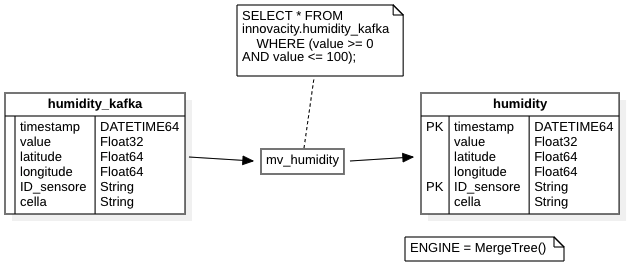 SELECT * FROM
innovacity.humidity_kafka
WHERE (value >= 0
AND value <= 100);
humidity_kafka
timestamp DATETIME64
value Float32
latitude Float64
longitude Float64
ID_sensore String
cella String
mv_humidity
humidity
PK timestamp DATETIME64
value Float32
latitude Float64
longitude Float64
PK ID_sensore String
cella String
ENGINE = MergeTree()